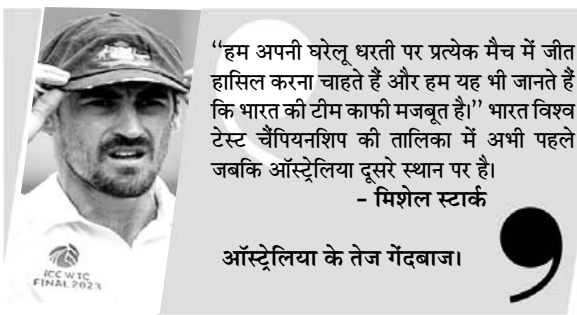 “हम अपनी घरेलू धरती पर प्रत्येक मैच में जीत
हासिल करना चाहते हैं और हम यह भी जानते हैं
कि भारत की टीम काफी मजबूत है।” भारत विश्व
टेस्ट चैंपियनशिप की तालिका में अभी पहले
जबकि ऑस्ट्रेलिया दूसरे स्थान पर है।
- मिशेल स्टार्क
ऑस्ट्रेलिया के तेज गेंदबाज।
ICC WTC
FINAL 2023